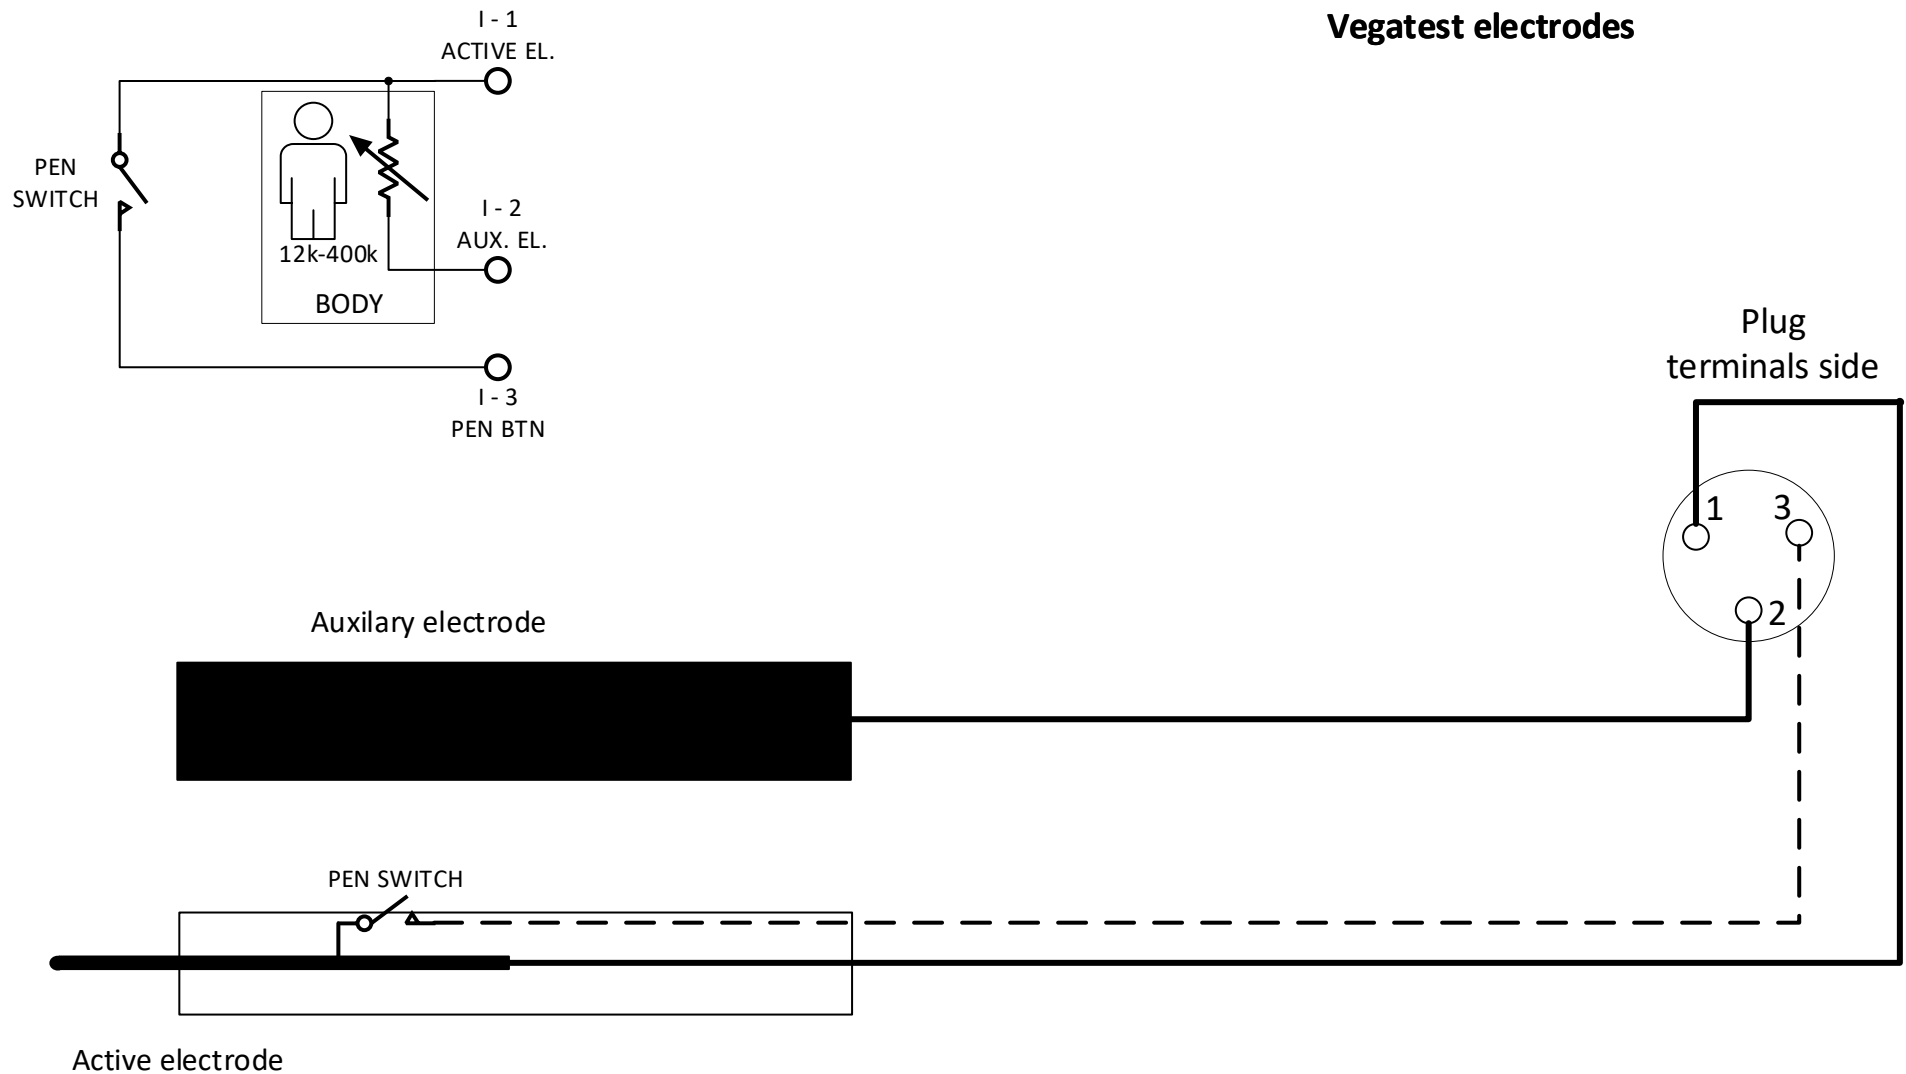 Vegatest electrodes
I - 1
ACTIVE EL.
PEN
SWITCH
I - 2
AUX. EL.
12k-400k
BODY
I - 3
PEN BTN
Plug
terminals side
1
3
2
Auxilary electrode
PEN SWITCH
Active electrode